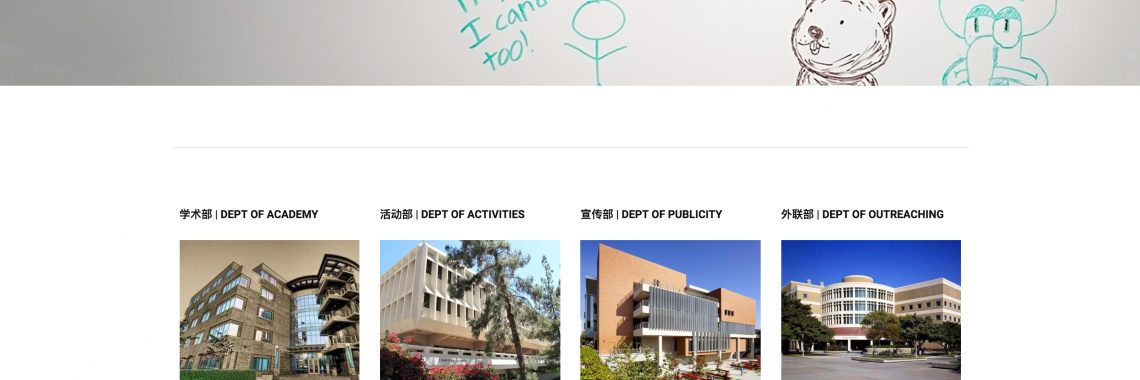 I can
too!
学术部 | DEPT OF ACADEMY
活动部 | DEPT OF ACTIVITIES
宣传部 | DEPT OF PUBLICITY
外联部 | DEPT OF OUTREACHING